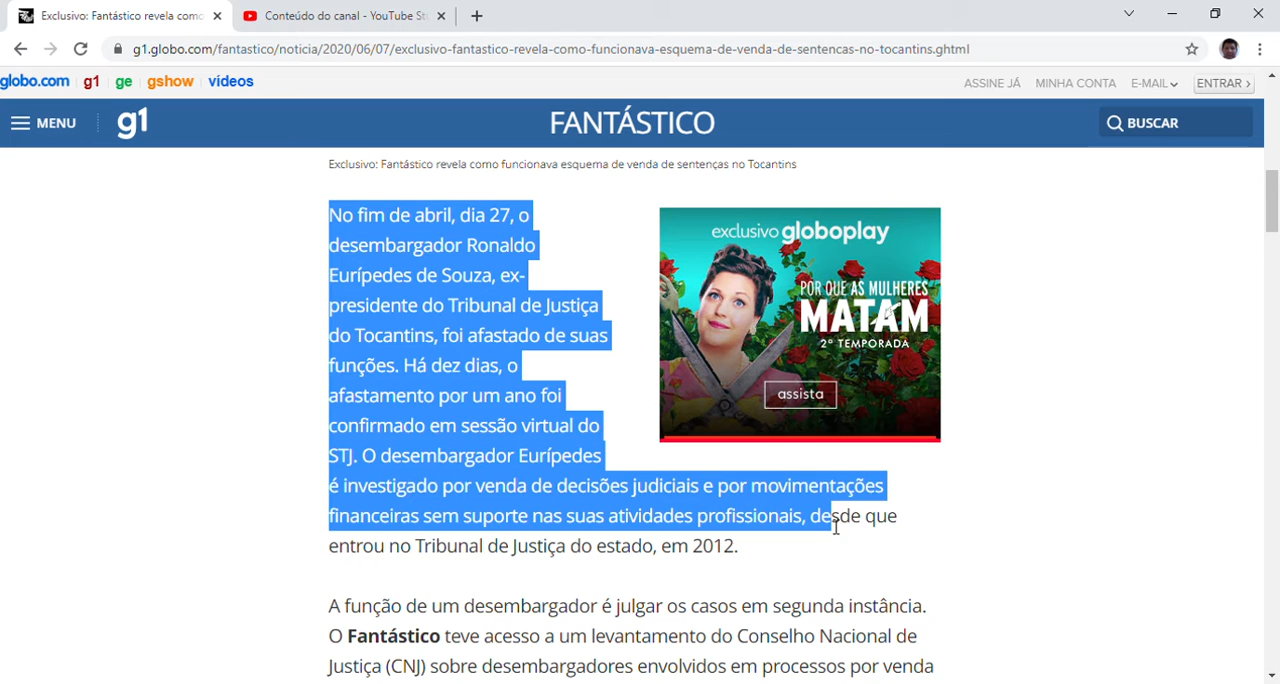 Exclusivo: Fantástico revela como
Conteúdo do canal - YouTube St
g1.globo.com/fantastico/noticia/2020/06/07/exclusivo-fantastico-revela-como-funcionava-esquema-de-venda-de-sentencas-no-tocantins.ghtml
globo.com g1 ge gshow videos
ASSINE JÁ MINHA CONTA E-MAIL ENTRAR ›
MENU g1 FANTÁSTICO BUSCAR
Exclusivo: Fantástico revela como funcionava esquema de venda de sentenças no Tocantins
No fim de abril, dia 27, o
desembargador Ronaldo
Eurípedes de Souza, ex-
presidente do Tribunal de Justiça
do Tocantins, foi afastado de suas
funções. Há dez dias, o
afastamento por um ano foi
confirmado em sessão virtual do
STJ. O desembargador Eurípedes
é investigado por venda de decisões judiciais e por movimentações
financeiras sem suporte nas suas atividades profissionais, desde que
entrou no Tribunal de Justiça do estado, em 2012.
exclusivo globoplay
POR QUE AS MULHERES
MATAM
2ª TEMPORADA
assista
A função de um desembargador é julgar os casos em segunda instância.
O Fantástico teve acesso a um levantamento do Conselho Nacional de
Justiça (CNJ) sobre desembargadores envolvidos em processos por venda